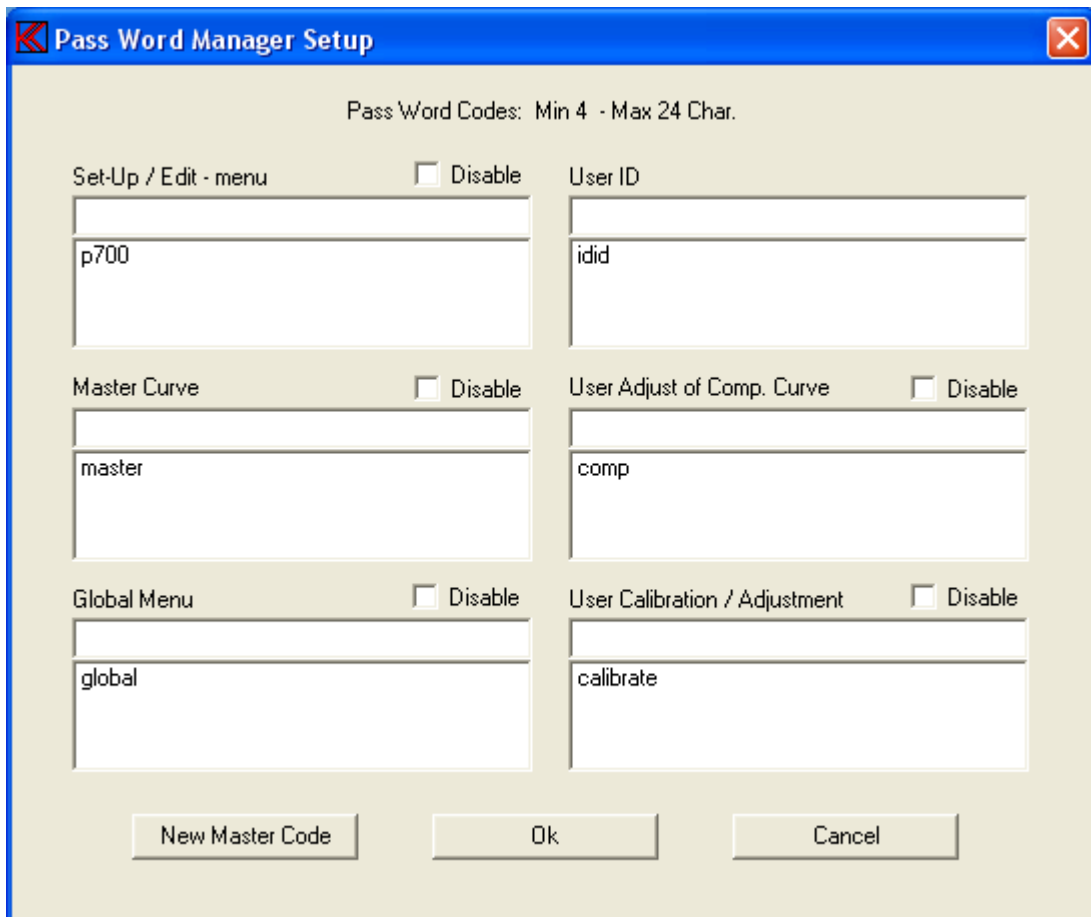 Pass Word Manager Setup
Pass Word Codes: Min 4 - Max 24 Char.
Set-Up / Edit - menu
Disable
User ID
p700
idid
Master Curve
Disable
User Adjust of Comp. Curve
Disable
master
comp
Global Menu
Disable
User Calibration / Adjustment
Disable
global
calibrate
New Master Code
Ok
Cancel